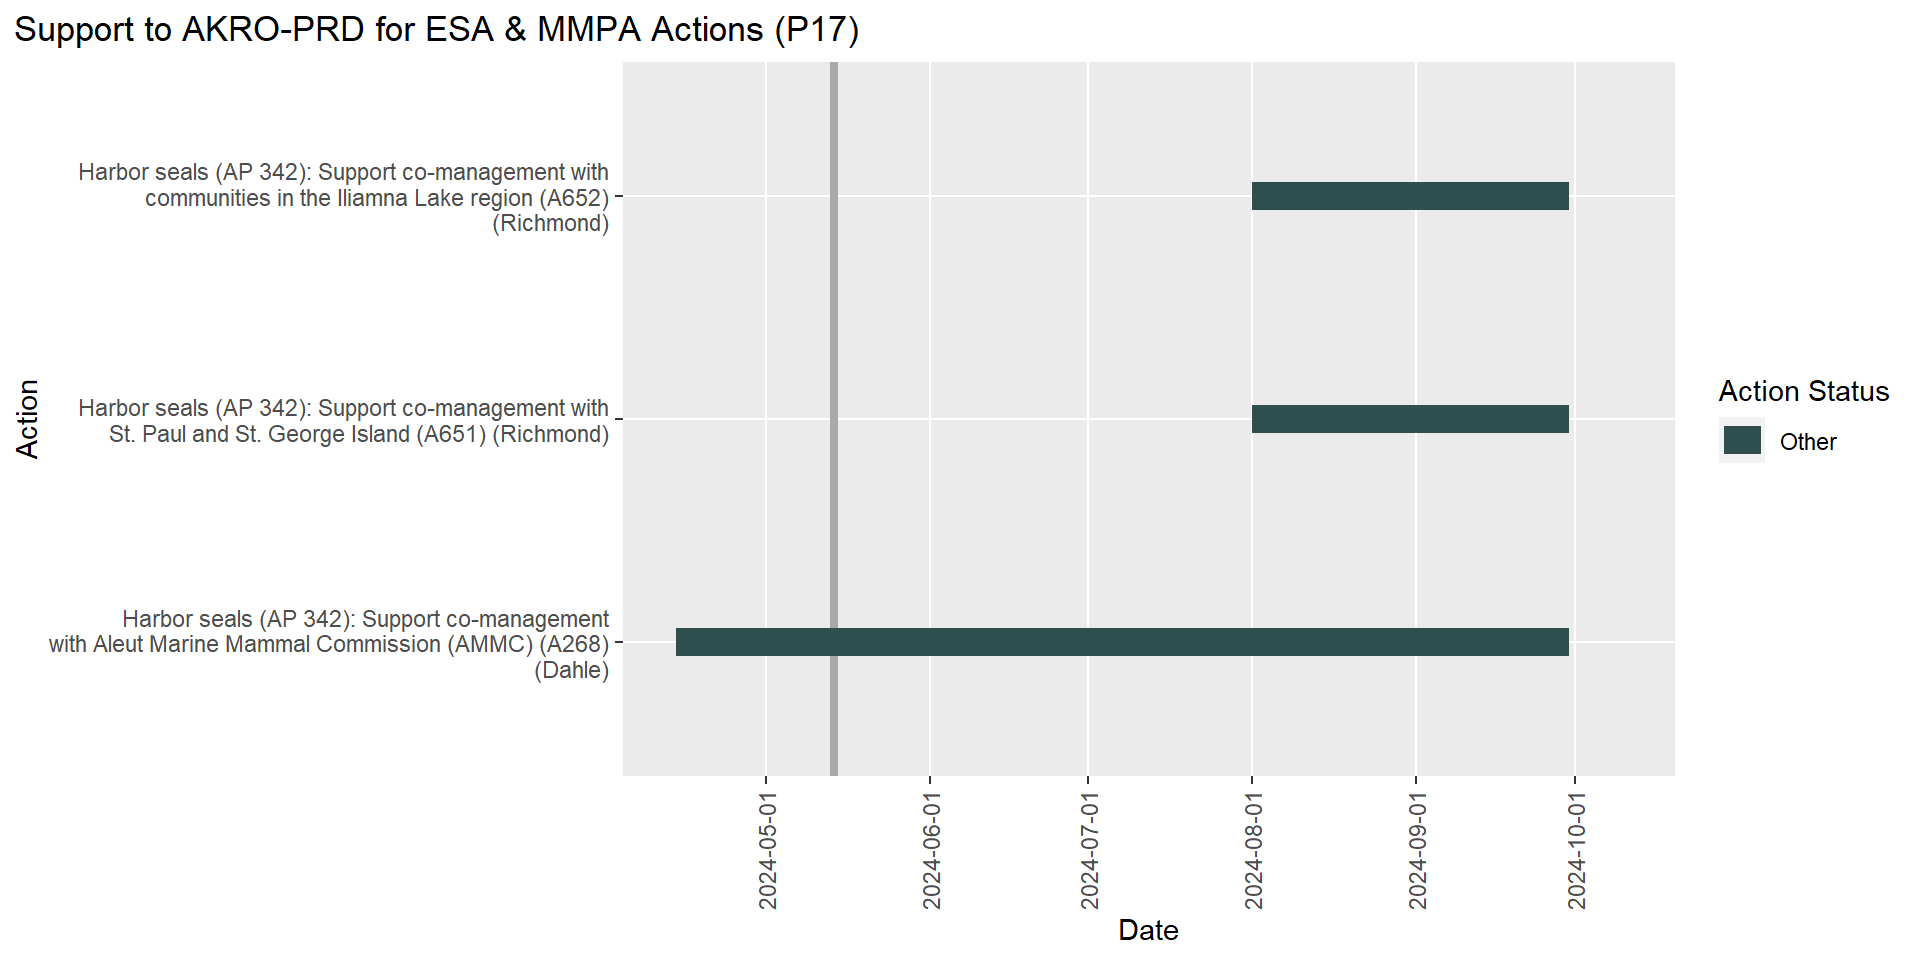 Support to AKRO-PRD for ESA & MMPA Actions (P17)
Action
Harbor seals (AP 342): Support co-management with
communities in the Iliamna Lake region (A652)
(Richmond)
Harbor seals (AP 342): Support co-management with
St. Paul and St. George Island (A651) (Richmond)
Harbor seals (AP 342): Support co-management
with Aleut Marine Mammal Commission (AMMC) (A268)
(Dahle)
2024-05-01
2024-06-01
2024-07-01
2024-08-01
2024-09-01
2024-10-01
Date
Action Status
Other